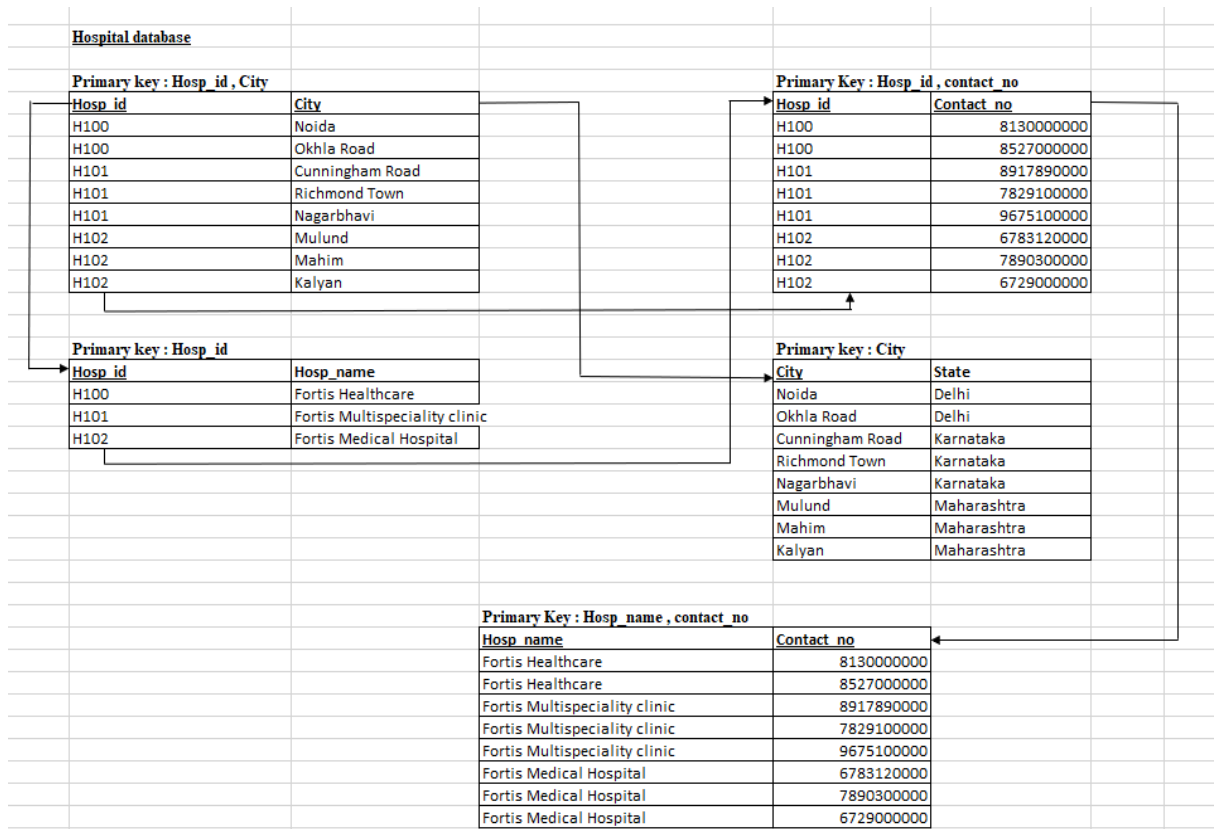 Hospital database
Primary key : Hosp_id , City
Hosp_id City
H100 Noida
H100 Okhla Road
H101 Cunningham Road
H101 Richmond Town
H101 Nagarbhavi
H102 Mulund
H102 Mahim
H102 Kalyan
Primary Key : Hosp_id , contact_no
Hosp_id Contact_no
H100 8130000000
H100 8527000000
H101 8917890000
H101 7829100000
H101 9675100000
H102 6783120000
H102 7890300000
H102 6729000000
Primary key : Hosp_id
Hosp_id Hosp_name
H100 Fortis Healthcare
H101 Fortis Multispeciality clinic
H102 Fortis Medical Hospital
Primary key : City
City State
Noida Delhi
Okhla Road Delhi
Cunningham Road Karnataka
Richmond Town Karnataka
Nagarbhavi Karnataka
Mulund Maharashtra
Mahim Maharashtra
Kalyan Maharashtra
Primary Key : Hosp_name , contact_no
Hosp_name Contact_no
Fortis Healthcare 8130000000
Fortis Healthcare 8527000000
Fortis Multispeciality clinic 8917890000
Fortis Multispeciality clinic 7829100000
Fortis Multispeciality clinic 9675100000
Fortis Medical Hospital 6783120000
Fortis Medical Hospital 7890300000
Fortis Medical Hospital 6729000000